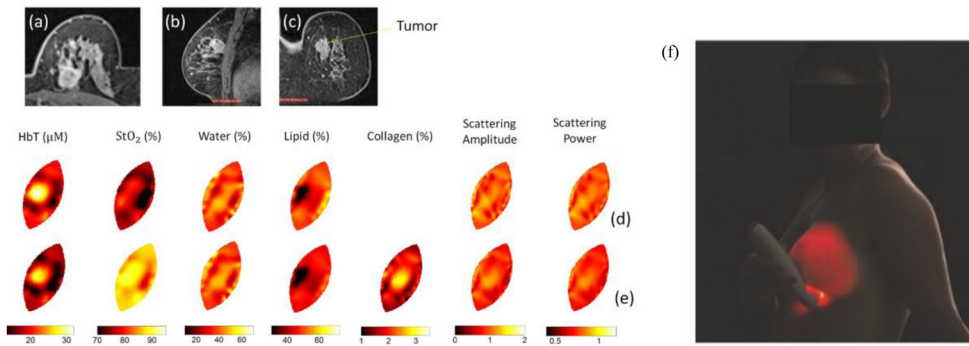 (a)
(b)
(c)
Tumor
(f)
HbT (μM)
StO₂ (%)
Water (%)
Lipid (%)
Collagen (%)
Scattering
Amplitude
Scattering
Power
(d)
(e)
20 30
70 80 90
20 40 60
40 60
1 2 3
0 1 2
0.5 1